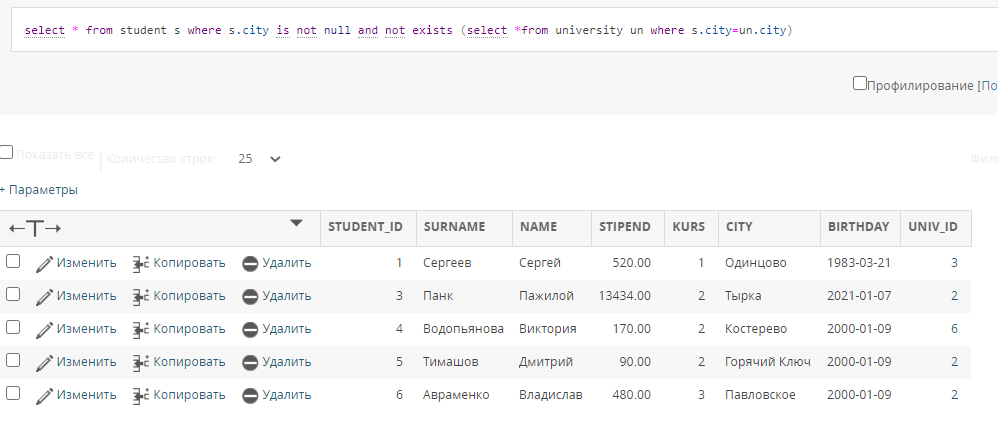 select * from student s where s.city is not null and not exists (select *from university un where s.city=un.city)
Профилирование [По
Показать все | Количество строк: 25 Филь
+ Параметры
←T→ STUDENT_ID SURNAME NAME STIPEND KURS CITY BIRTHDAY UNIV_ID
Изменить Копировать Удалить 1 Сергеев Сергей 520.00 1 Одинцово 1983-03-21 3
Изменить Копировать Удалить 3 Панк Пажилой 13434.00 2 Тырка 2021-01-07 2
Изменить Копировать Удалить 4 Водопьянова Виктория 170.00 2 Костерево 2000-01-09 6
Изменить Копировать Удалить 5 Тимашов Дмитрий 90.00 2 Горячий Ключ 2000-01-09 2
Изменить Копировать Удалить 6 Авраменко Владислав 480.00 3 Павловское 2000-01-09 2